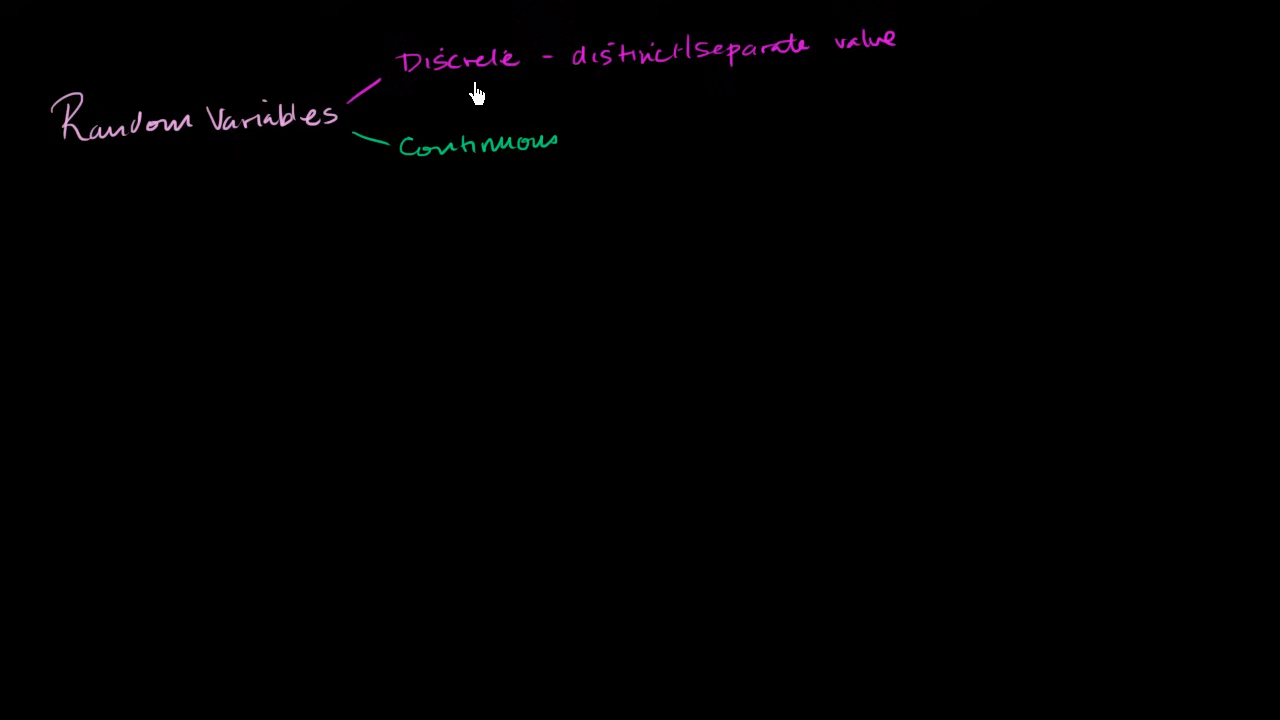 Discrete - distinct/separate value
Random Variables
Continuous